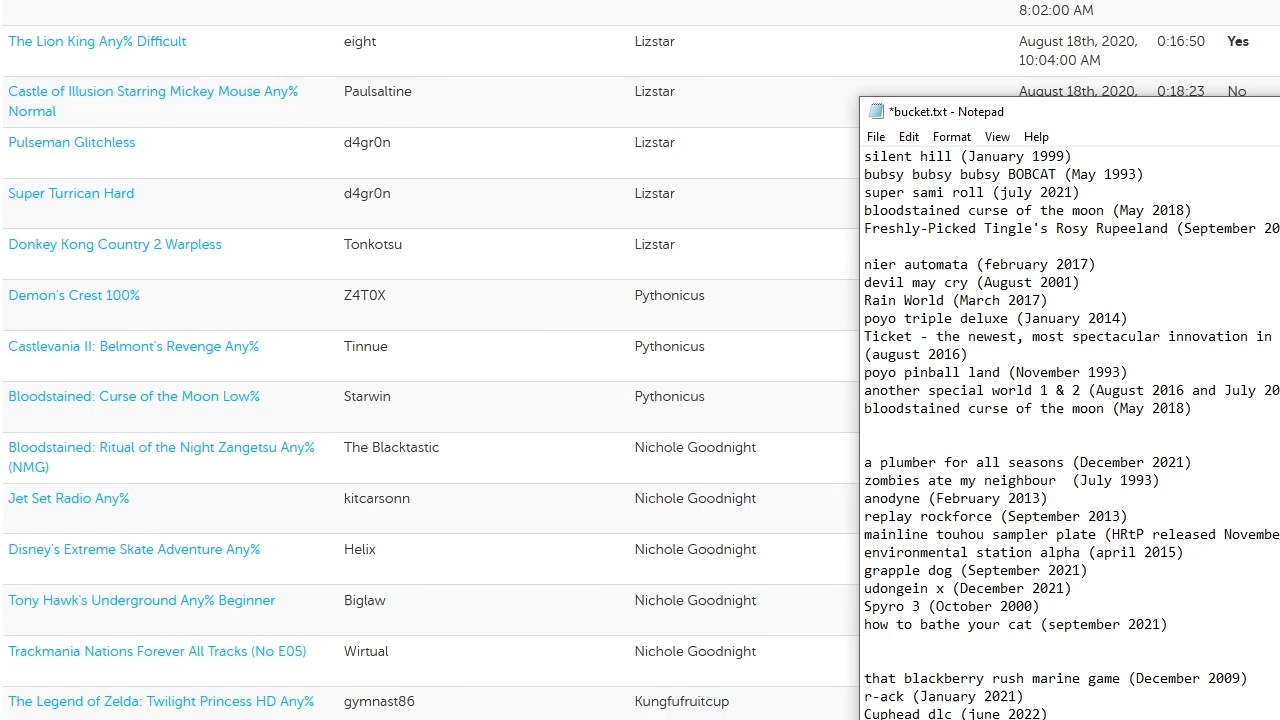 8:02:00 AM
The Lion King Any% Difficult eight Lizstar August 18th, 2020, 0:16:50 Yes
10:04:00 AM
Castle of Illusion Starring Mickey Mouse Any% Paulsaltine Lizstar August 18th, 2020, 0:18:23 No
Normal
Pulseman Glitchless d4gr0n Lizstar
Super Turrican Hard d4gr0n Lizstar
Donkey Kong Country 2 Warpless Tonkotsu Lizstar
Demon's Crest 100% Z4T0X Pythonicus
Castlevania II: Belmont's Revenge Any% Tinnue Pythonicus
Bloodstained: Curse of the Moon Low% Starwin Pythonicus
Bloodstained: Ritual of the Night Zangetsu Any% The Blacktastic Nichole Goodnight
(NMG)
Jet Set Radio Any% kitcarsonn Nichole Goodnight
Disney's Extreme Skate Adventure Any% Helix Nichole Goodnight
Tony Hawk's Underground Any% Beginner Biglaw Nichole Goodnight
Trackmania Nations Forever All Tracks (No E05) Wirtual Nichole Goodnight
The Legend of Zelda: Twilight Princess HD Any% gymnast86 Kungfufruitcup
*bucket.txt - Notepad
File Edit Format View Help
silent hill (January 1999)
bubsy bubsy bubsy BOBCAT (May 1993)
super sami roll (july 2021)
bloodstained curse of the moon (May 2018)
Freshly-Picked Tingle's Rosy Rupeeland (September 20
nier automata (february 2017)
devil may cry (August 2001)
Rain World (March 2017)
poyo triple deluxe (January 2014)
Ticket - the newest, most spectacular innovation in
(august 2016)
poyo pinball land (November 1993)
another special world 1 & 2 (August 2016 and July 20
bloodstained curse of the moon (May 2018)
a plumber for all seasons (December 2021)
zombies ate my neighbour (July 1993)
anodyne (February 2013)
replay rockforce (September 2013)
mainline touhou sampler plate (HRtP released Novembe
environmental station alpha (april 2015)
grapple dog (September 2021)
udongein x (December 2021)
Spyro 3 (October 2000)
how to bathe your cat (september 2021)
that blackberry rush marine game (December 2009)
r-ack (January 2021)
Cuphead dlc (june 2022)